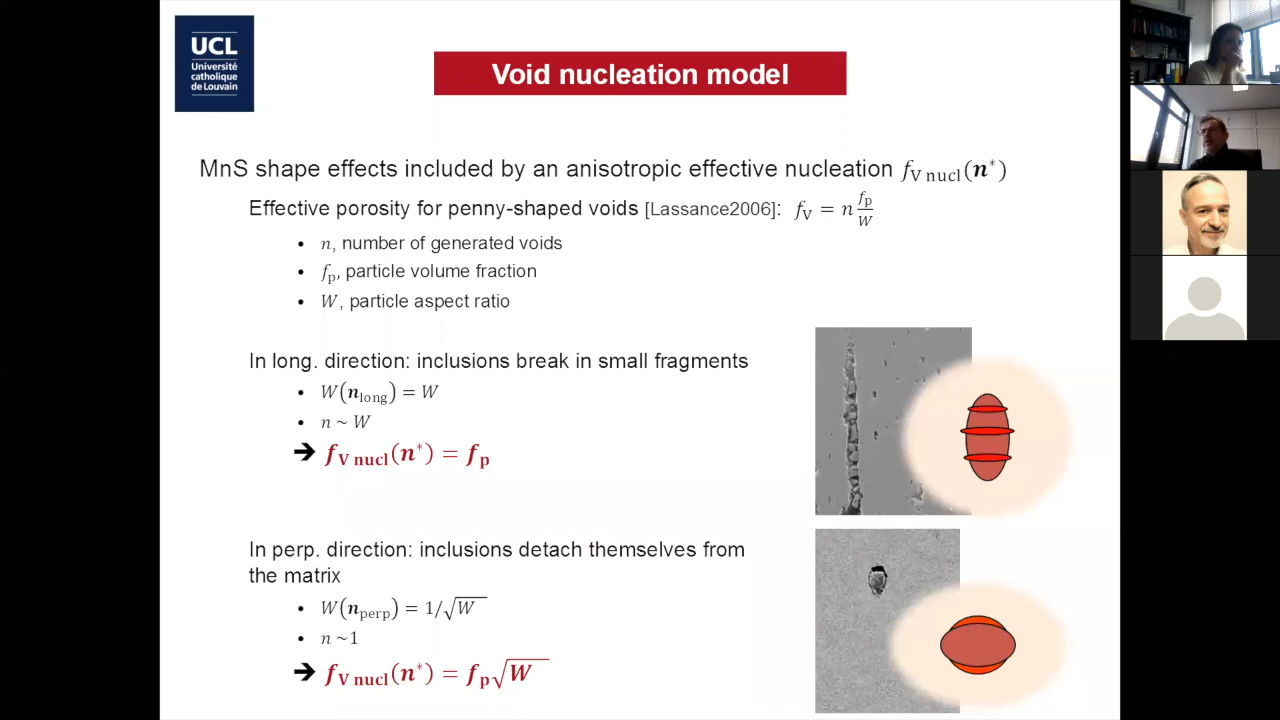 UCL
Université
catholique
de Louvain
Void nucleation model
MnS shape effects included by an anisotropic effective nucleation f_V nucl(n*)
Effective porosity for penny-shaped voids [Lassance2006]: f_V = n f_p/W
• n, number of generated voids
• f_p, particle volume fraction
• W, particle aspect ratio
In long. direction: inclusions break in small fragments
• W(n_long) = W
• n ~ W
➔ f_V nucl(n*) = f_p
In perp. direction: inclusions detach themselves from
the matrix
• W(n_perp) = 1/√W
• n ~1
➔ f_V nucl(n*) = f_p√W